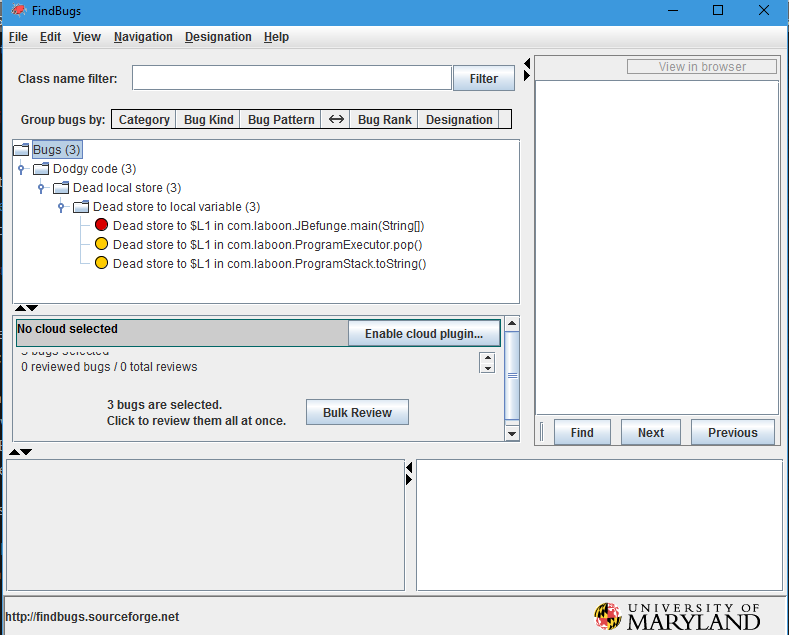 FindBugs
File Edit View Navigation Designation Help
Class name filter: Filter
View in browser
Group bugs by: Category Bug Kind Bug Pattern Bug Rank Designation
Bugs (3)
Dodgy code (3)
Dead local store (3)
Dead store to local variable (3)
Dead store to $L1 in com.laboon.JBefunge.main(String[])
Dead store to $L1 in com.laboon.ProgramExecutor.pop()
Dead store to $L1 in com.laboon.ProgramStack.toString()
No cloud selected Enable cloud plugin...
3 bugs selected
0 reviewed bugs / 0 total reviews
3 bugs are selected.
Click to review them all at once.
Bulk Review
Find Next Previous
http://findbugs.sourceforge.net
UNIVERSITY OF
MARYLAND